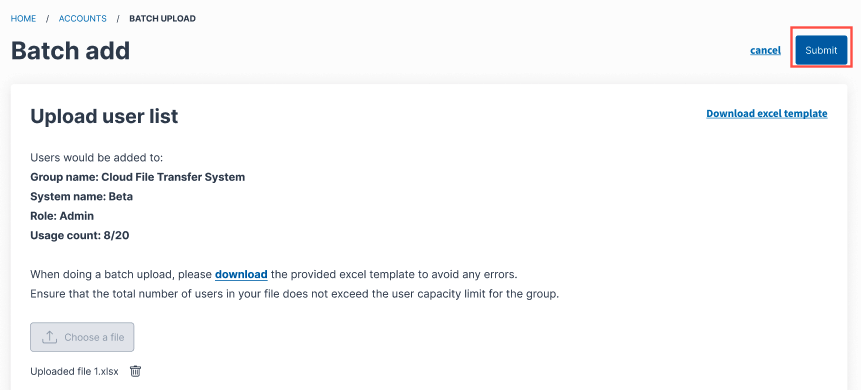 HOME / ACCOUNTS / BATCH UPLOAD
Batch add
cancel
Submit
Upload user list
Download excel template
Users would be added to:
Group name: Cloud File Transfer System
System name: Beta
Role: Admin
Usage count: 8/20
When doing a batch upload, please download the provided excel template to avoid any errors.
Ensure that the total number of users in your file does not exceed the user capacity limit for the group.
Choose a file
Uploaded file 1.xlsx